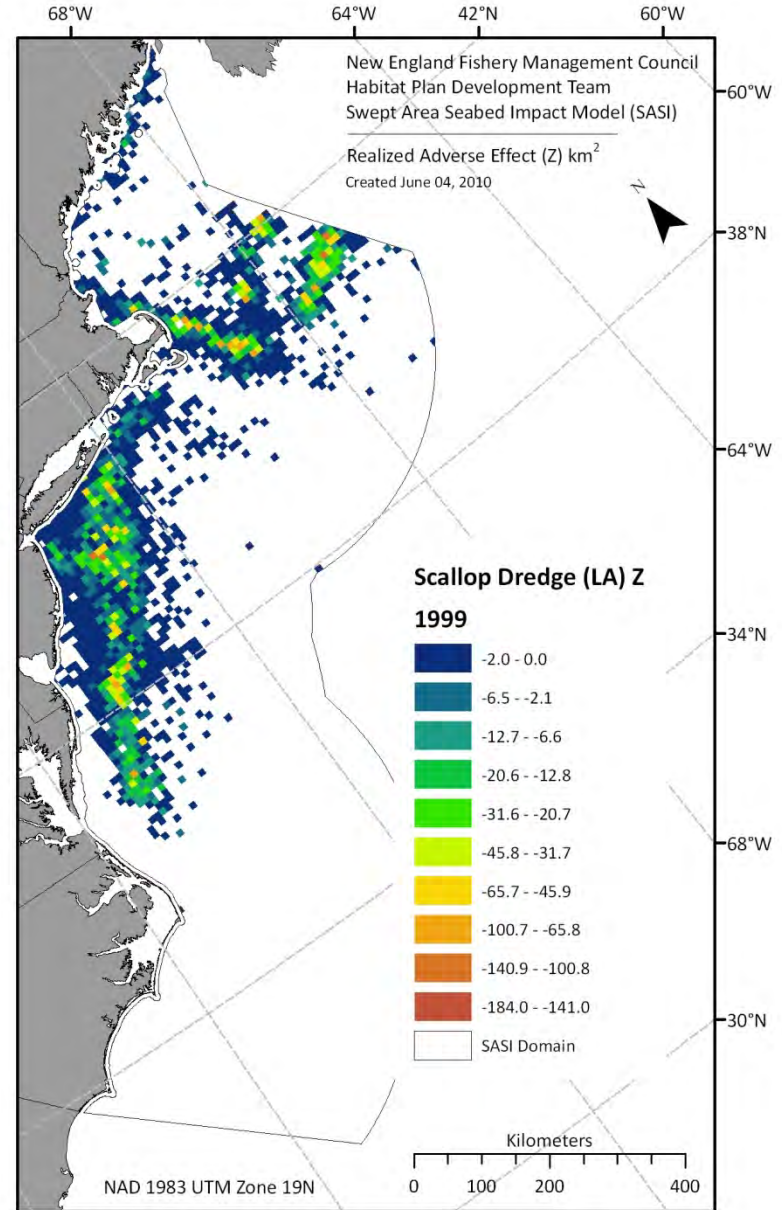 68°W
64°W
42°N
60°W
New England Fishery Management Council
Habitat Plan Development Team
Swept Area Seabed Impact Model (SASI)
Realized Adverse Effect (Z) km²
Created June 04, 2010
N
60°W
38°N
64°W
34°N
68°W
30°N
Scallop Dredge (LA) Z
1999
-2.0 - 0.0
-6.5 - -2.1
-12.7 - -6.6
-20.6 - -12.8
-31.6 - -20.7
-45.8 - -31.7
-65.7 - -45.9
-100.7 - -65.8
-140.9 - -100.8
-184.0 - -141.0
SASI Domain
Kilometers
0 100 200 400
NAD 1983 UTM Zone 19N